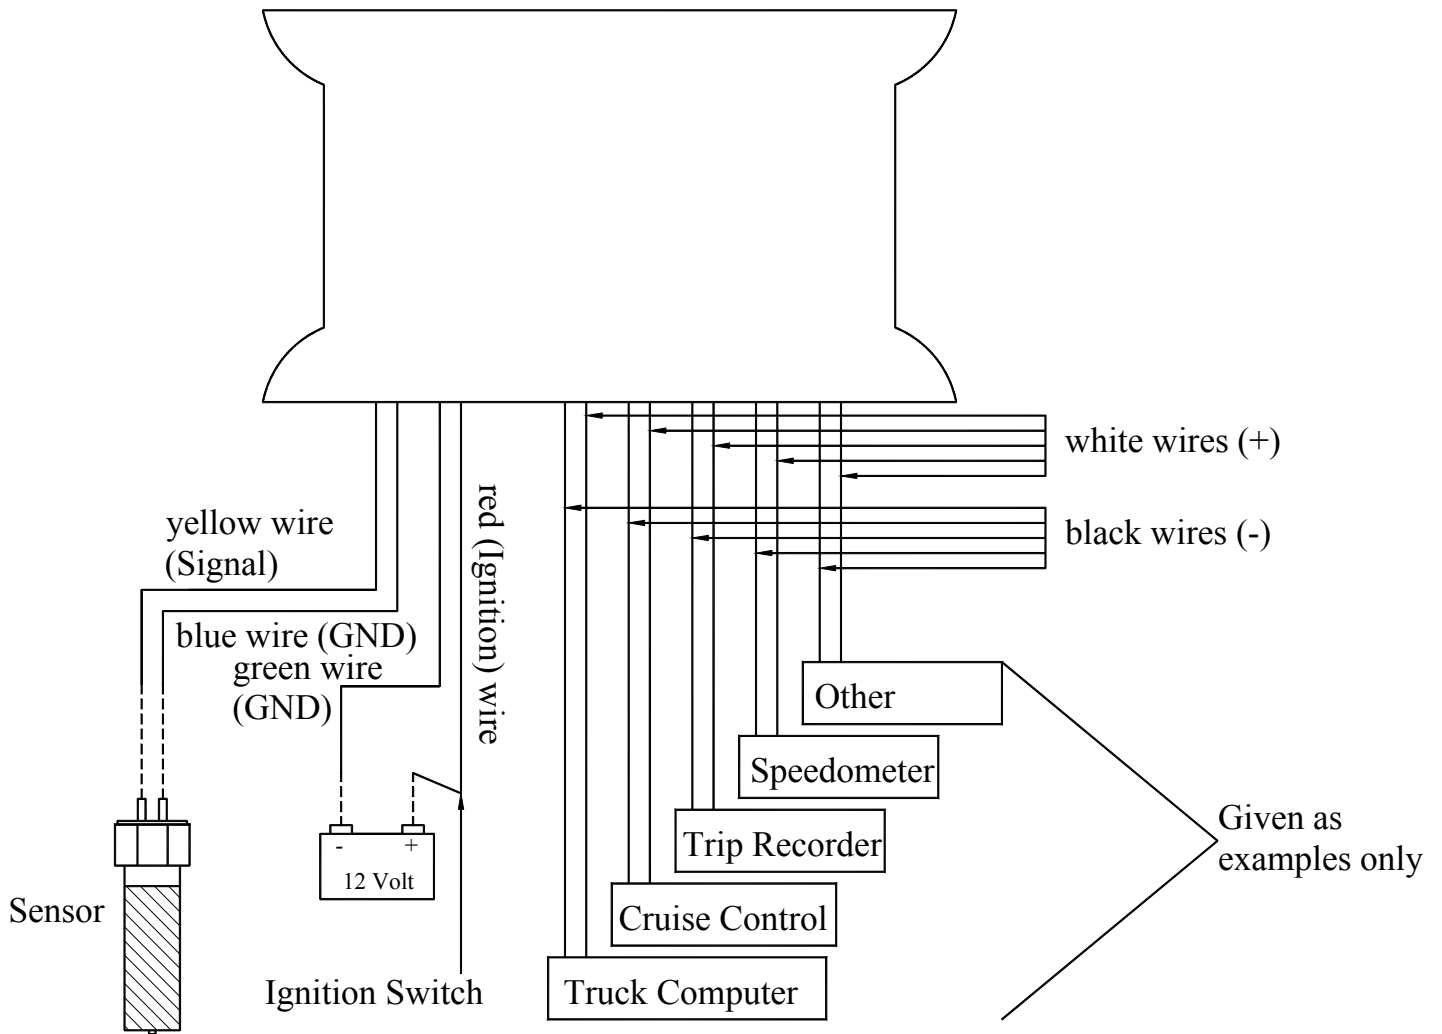 white wires (+)
black wires (-)
yellow wire
(Signal)
red (Ignition) wire
blue wire (GND)
green wire
(GND)
Other
Speedometer
Given as
examples only
Trip Recorder
- +
12 Volt
Sensor
Cruise Control
Ignition Switch
Truck Computer